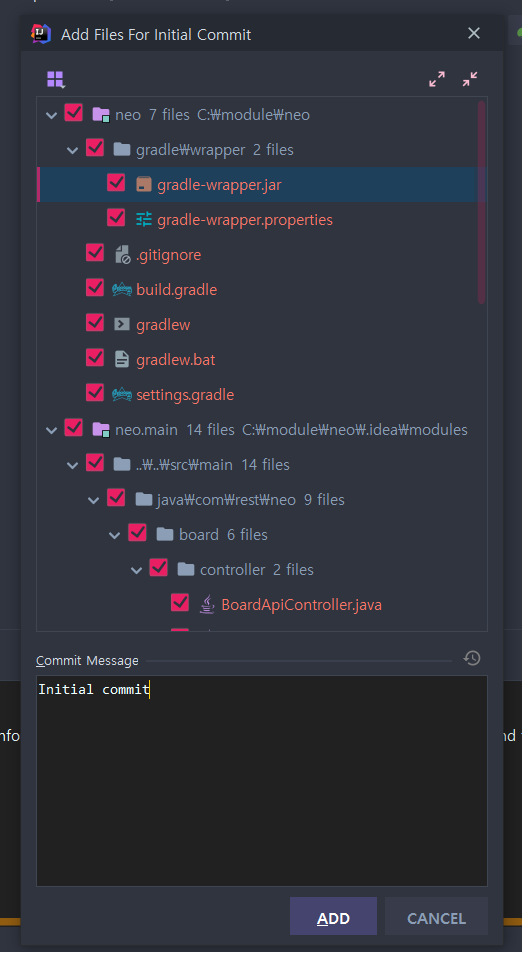 IJ Add Files For Initial Commit
neo 7 files C:₩module₩neo
gradle₩wrapper 2 files
gradle-wrapper.jar
gradle-wrapper.properties
.gitignore
build.gradle
gradlew
gradlew.bat
settings.gradle
neo.main 14 files C:₩module₩neo₩.idea₩modules
..₩..₩src₩main 14 files
java₩com₩rest₩neo 9 files
board 6 files
controller 2 files
BoardApiController.java
Commit Message
Initial commit
ADD
CANCEL